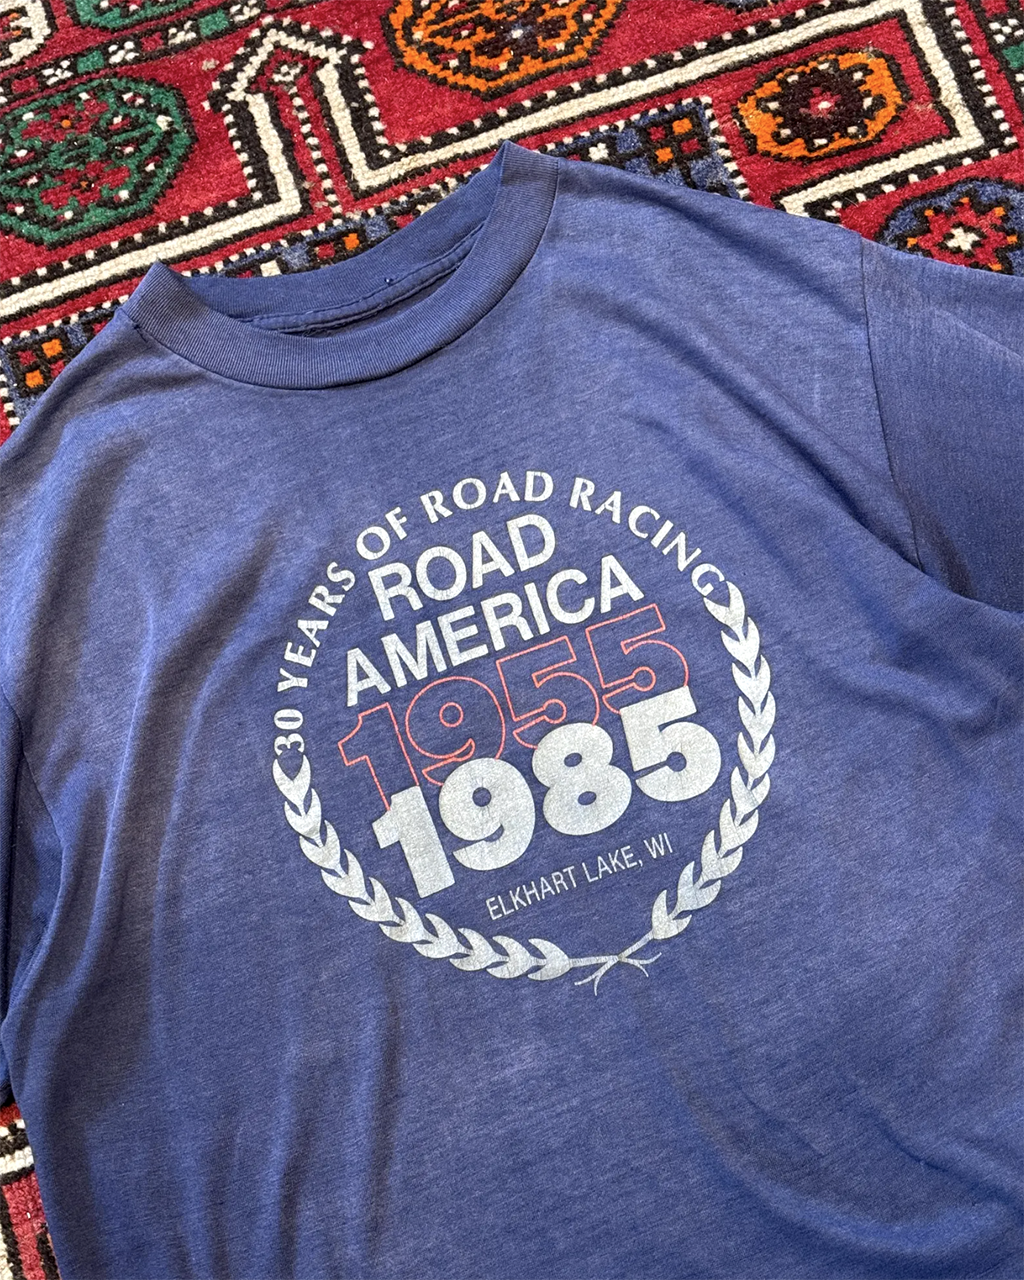 30 YEARS OF ROAD RACING
ROAD
AMERICA
1955
1985
ELKHART LAKE, WI